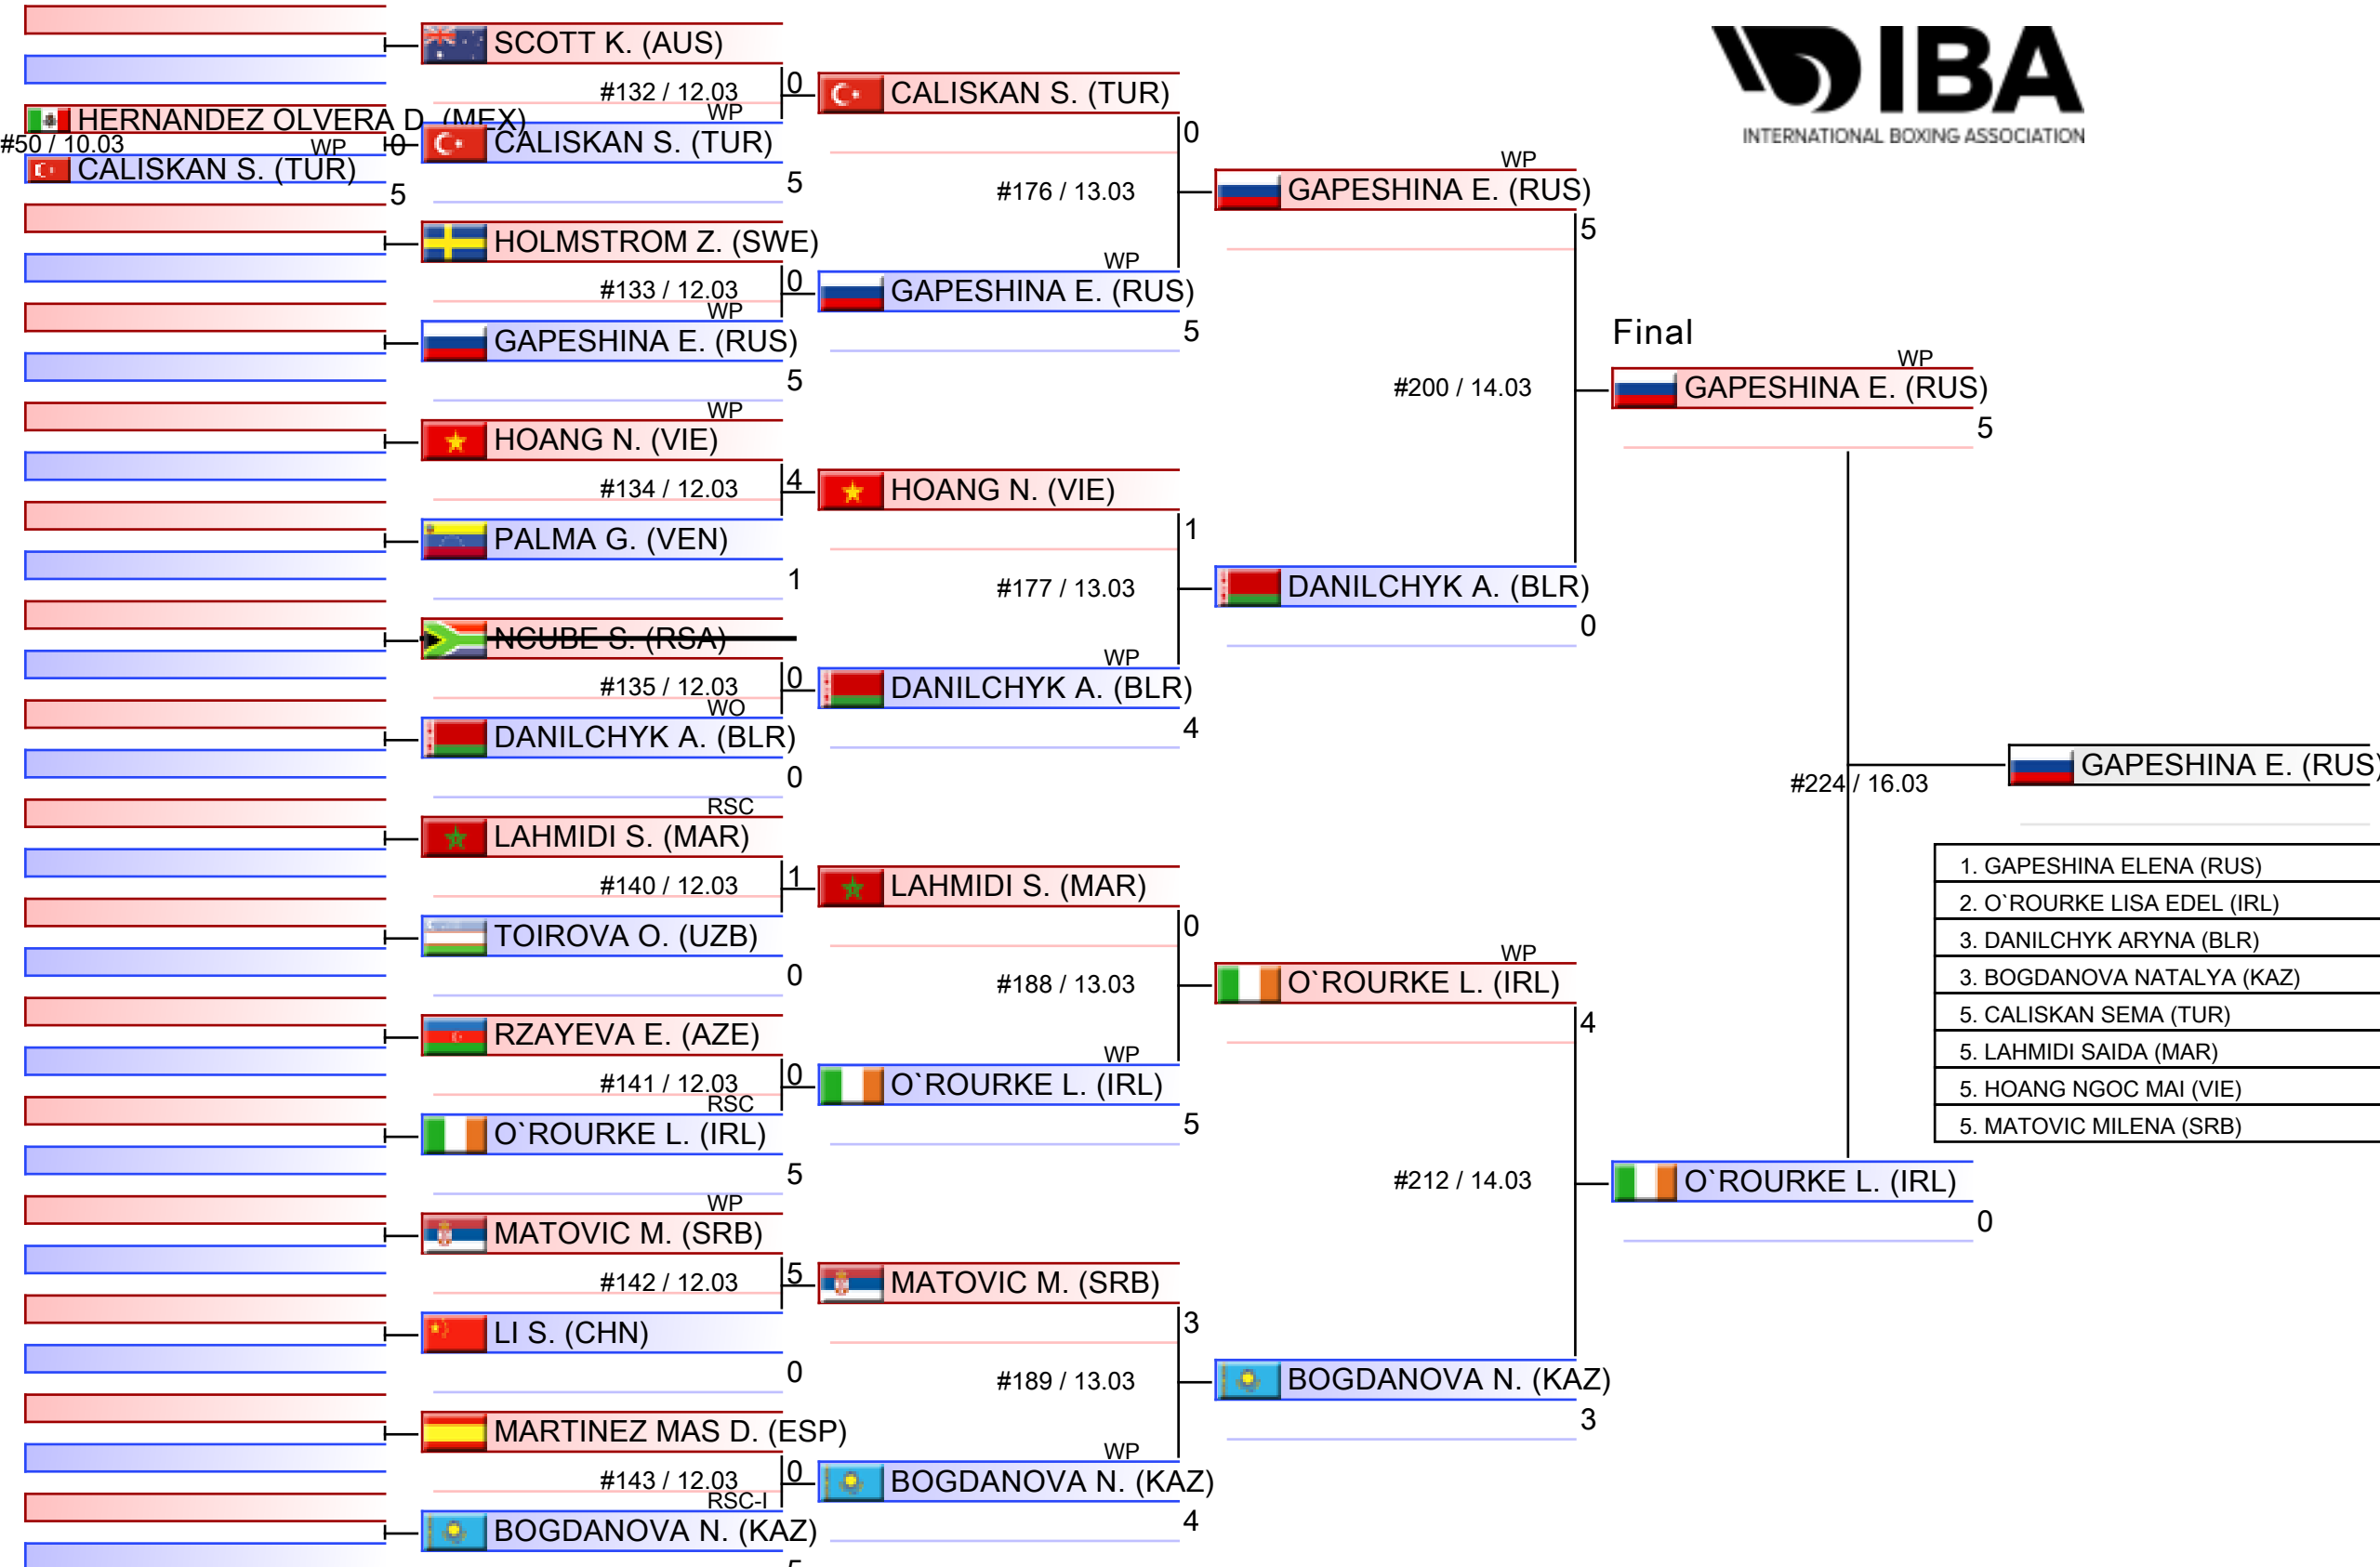 IBA
INTERNATIONAL BOXING ASSOCIATION
HERNANDEZ OLVERA D. (MEX)
#50 / 10.03
WP
0
CALISKAN S. (TUR)
5
SCOTT K. (AUS)
#132 / 12.03
0
WP
CALISKAN S. (TUR)
5
HOLMSTROM Z. (SWE)
#133 / 12.03
0
WP
GAPESHINA E. (RUS)
5
WP
HOANG N. (VIE)
#134 / 12.03
4
PALMA G. (VEN)
1
NCUBE S. (RSA)
#135 / 12.03
0
WO
DANILCHYK A. (BLR)
0
RSC
LAHMIDI S. (MAR)
#140 / 12.03
1
TOIROVA O. (UZB)
0
RZAYEVA E. (AZE)
#141 / 12.03
0
RSC
O`ROURKE L. (IRL)
5
WP
MATOVIC M. (SRB)
#142 / 12.03
5
LI S. (CHN)
0
MARTINEZ MAS D. (ESP)
#143 / 12.03
0
RSC-I
BOGDANOVA N. (KAZ)
CALISKAN S. (TUR)
0
#176 / 13.03
WP
GAPESHINA E. (RUS)
5
HOANG N. (VIE)
1
#177 / 13.03
WP
DANILCHYK A. (BLR)
4
LAHMIDI S. (MAR)
0
#188 / 13.03
WP
O`ROURKE L. (IRL)
5
MATOVIC M. (SRB)
3
#189 / 13.03
WP
BOGDANOVA N. (KAZ)
4
WP
GAPESHINA E. (RUS)
5
#200 / 14.03
DANILCHYK A. (BLR)
0
WP
O`ROURKE L. (IRL)
4
#212 / 14.03
BOGDANOVA N. (KAZ)
3
Final
WP
GAPESHINA E. (RUS)
5
#224 / 16.03
O`ROURKE L. (IRL)
0
GAPESHINA E. (RUS)
1. GAPESHINA ELENA (RUS)
2. O`ROURKE LISA EDEL (IRL)
3. DANILCHYK ARYNA (BLR)
3. BOGDANOVA NATALYA (KAZ)
5. CALISKAN SEMA (TUR)
5. LAHMIDI SAIDA (MAR)
5. HOANG NGOC MAI (VIE)
5. MATOVIC MILENA (SRB)